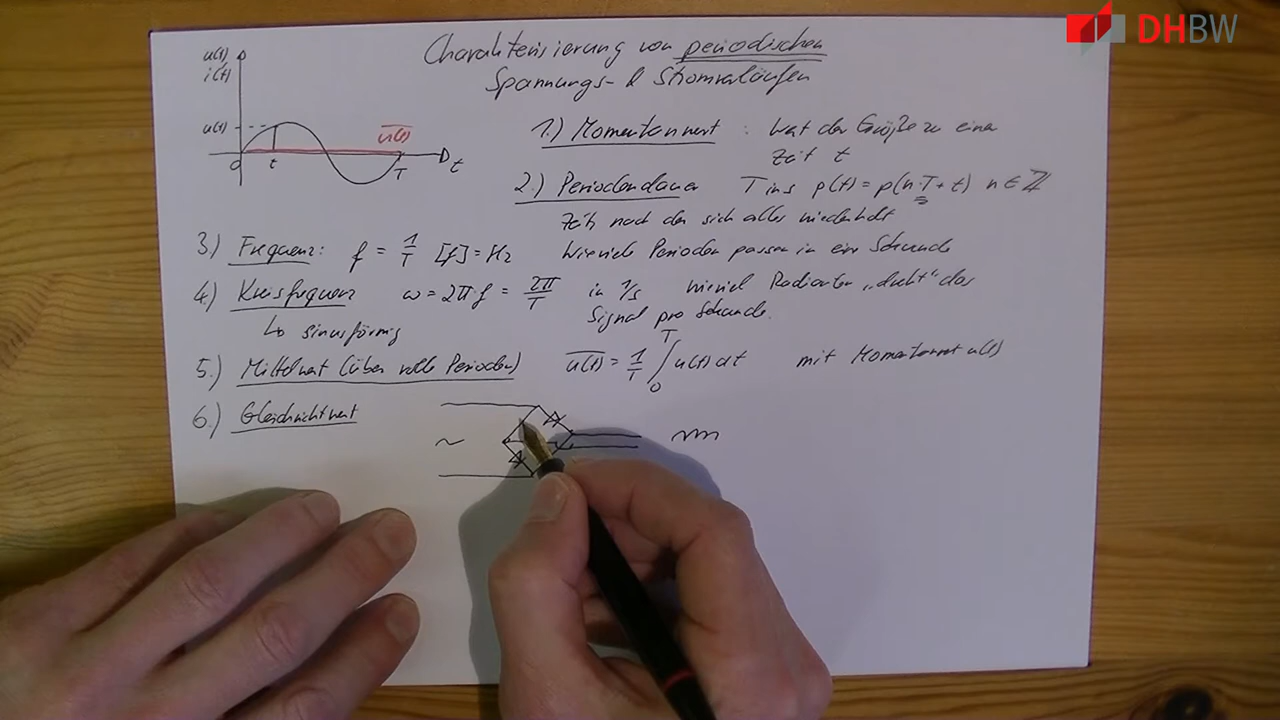 DHBW
Charakterisierung von periodischen
Spannungs- & Stromverläufen
u(t)
i(t)
u(t)
0
t
T
t
u(t)
1.) Momentanwert : Wert der Größe zu einer
Zeit t
2.) Periodendauer T in s p(t) = p(n·T + t) n ∈ ℤ
Zeit, nach der sich alles wiederholt
3.) Frequenz: f = 1/T [f] = Hz Wieviele Perioden passen in eine Sekunde
4.) Kreisfrequenz ω = 2πf = 2π/T in 1/s wieviel Radianten „dreht" das
Signal pro Sekunde.
↳ sinusförmig
5.) Mittelwert (über volle Perioden) u(t) = 1/T ∫₀ᵀ u(t) dt mit Momentanwert u(t)
6.) Gleichrichtwert
~